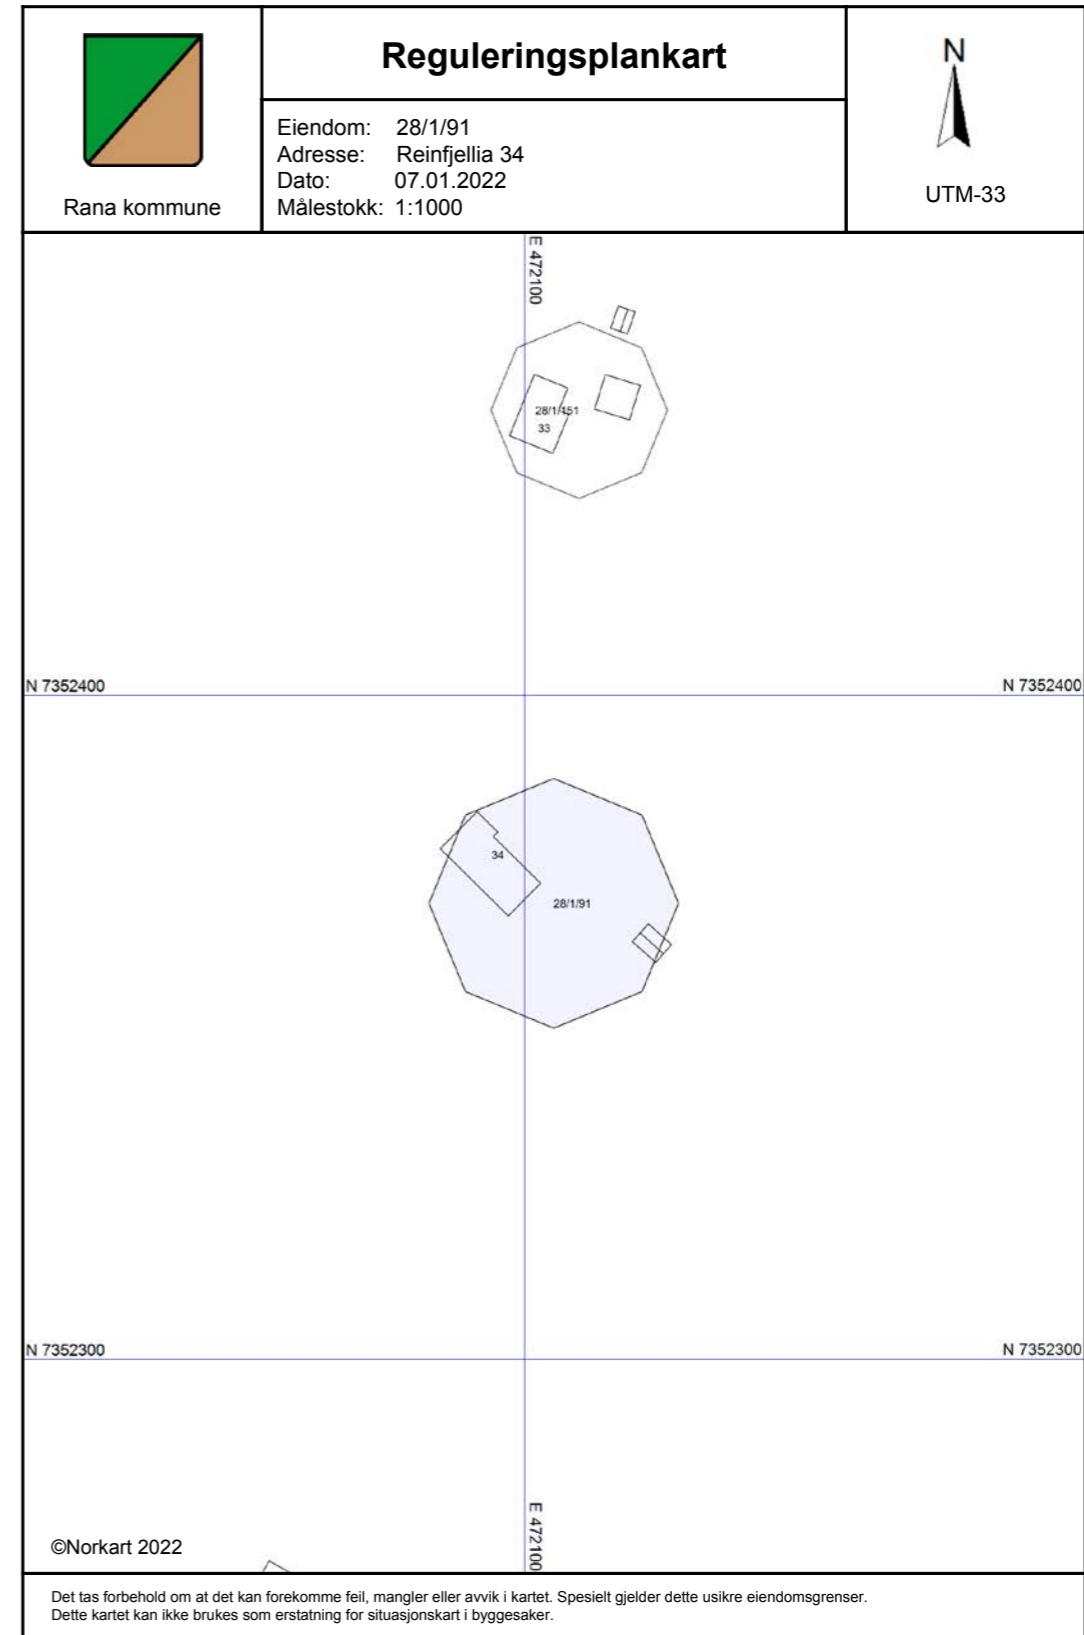 Rana kommune
Reguleringsplankart
Eiendom: 28/1/91
Adresse: Reinfjellia 34
Dato: 07.01.2022
Målestokk: 1:1000
N
UTM-33
E 472100
28/1/151
33
N 7352400
N 7352400
34
28/1/91
N 7352300
N 7352300
E 472100
©Norkart 2022
Det tas forbehold om at det kan forekomme feil, mangler eller avvik i kartet. Spesielt gjelder dette usikre eiendomsgrenser.
Dette kartet kan ikke brukes som erstatning for situasjonskart i byggesaker.